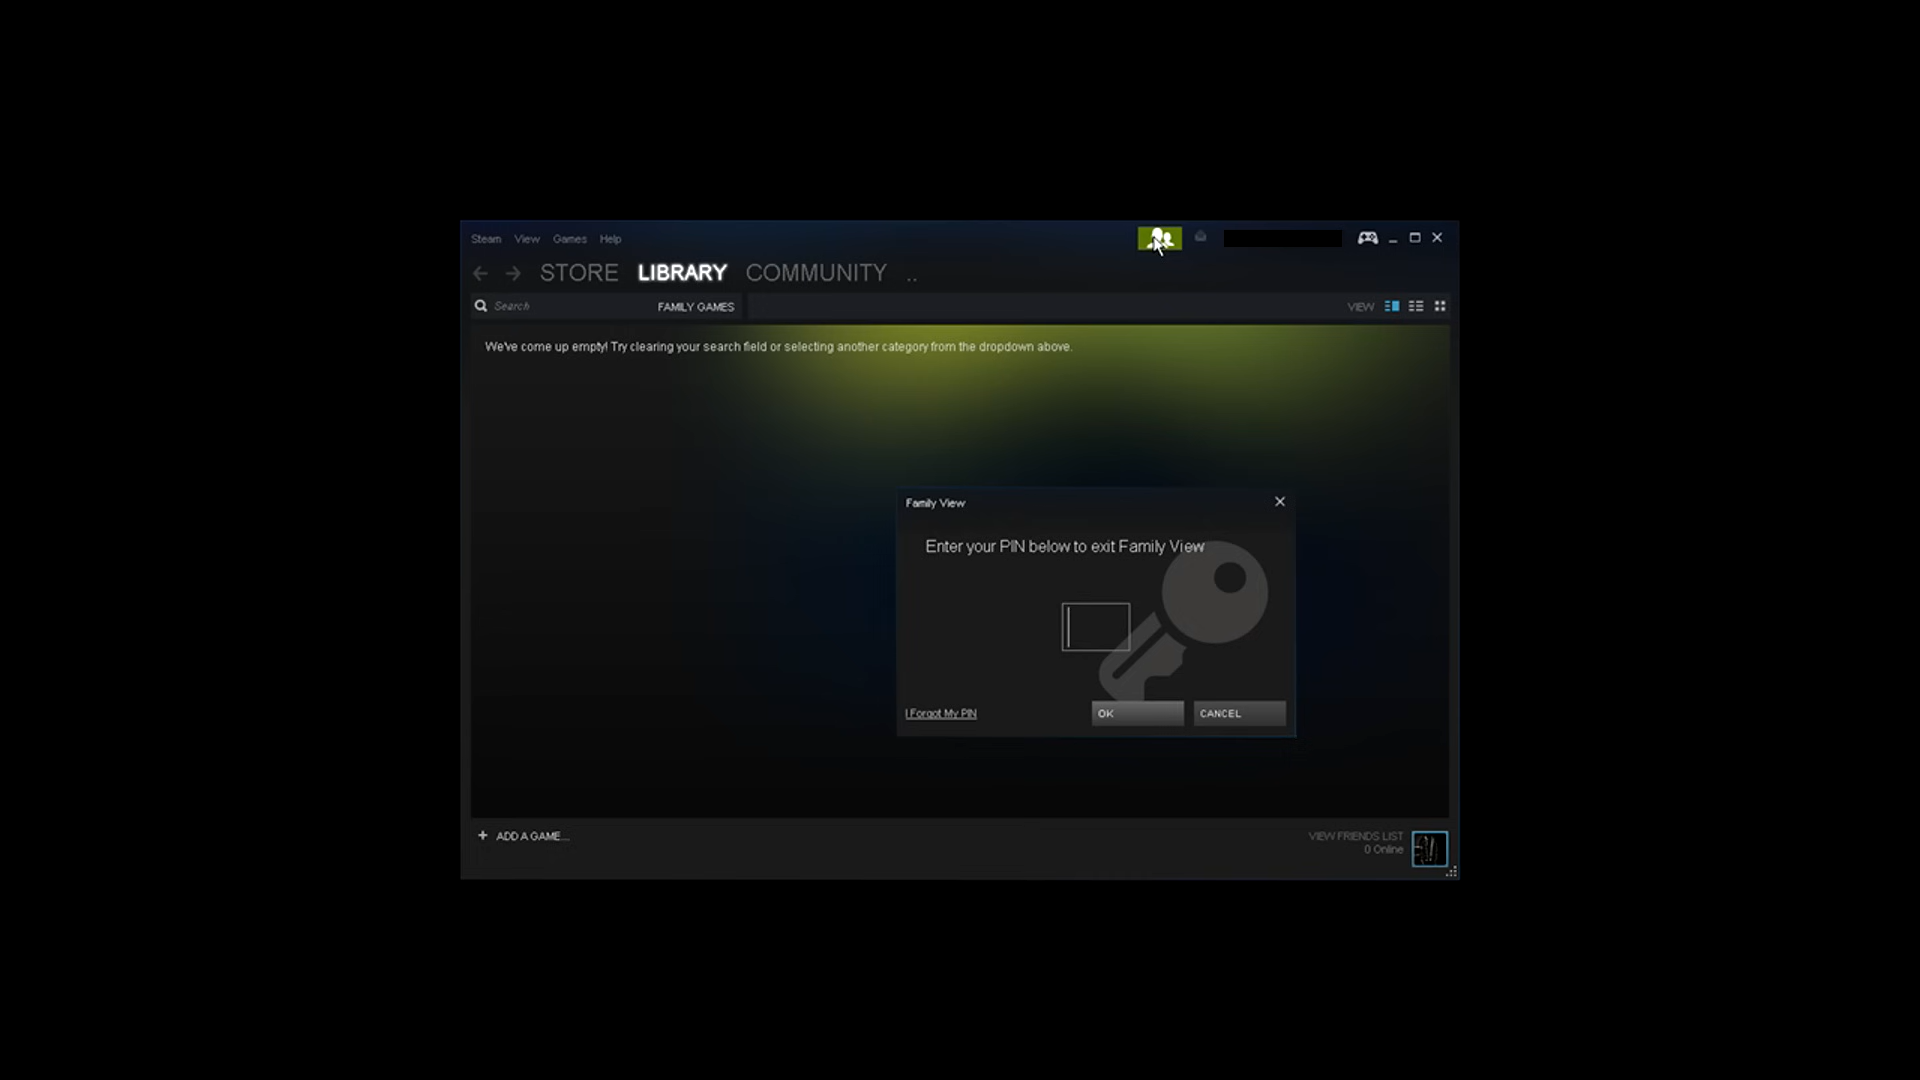 Steam View Games Help
STORE LIBRARY COMMUNITY ..
Search FAMILY GAMES VIEW
We've come up empty! Try clearing your search field or selecting another category from the dropdown above.
Family View
Enter your PIN below to exit Family View
I Forgot My PIN OK CANCEL
+ ADD A GAME... VIEW FRIENDS LIST
0 Online